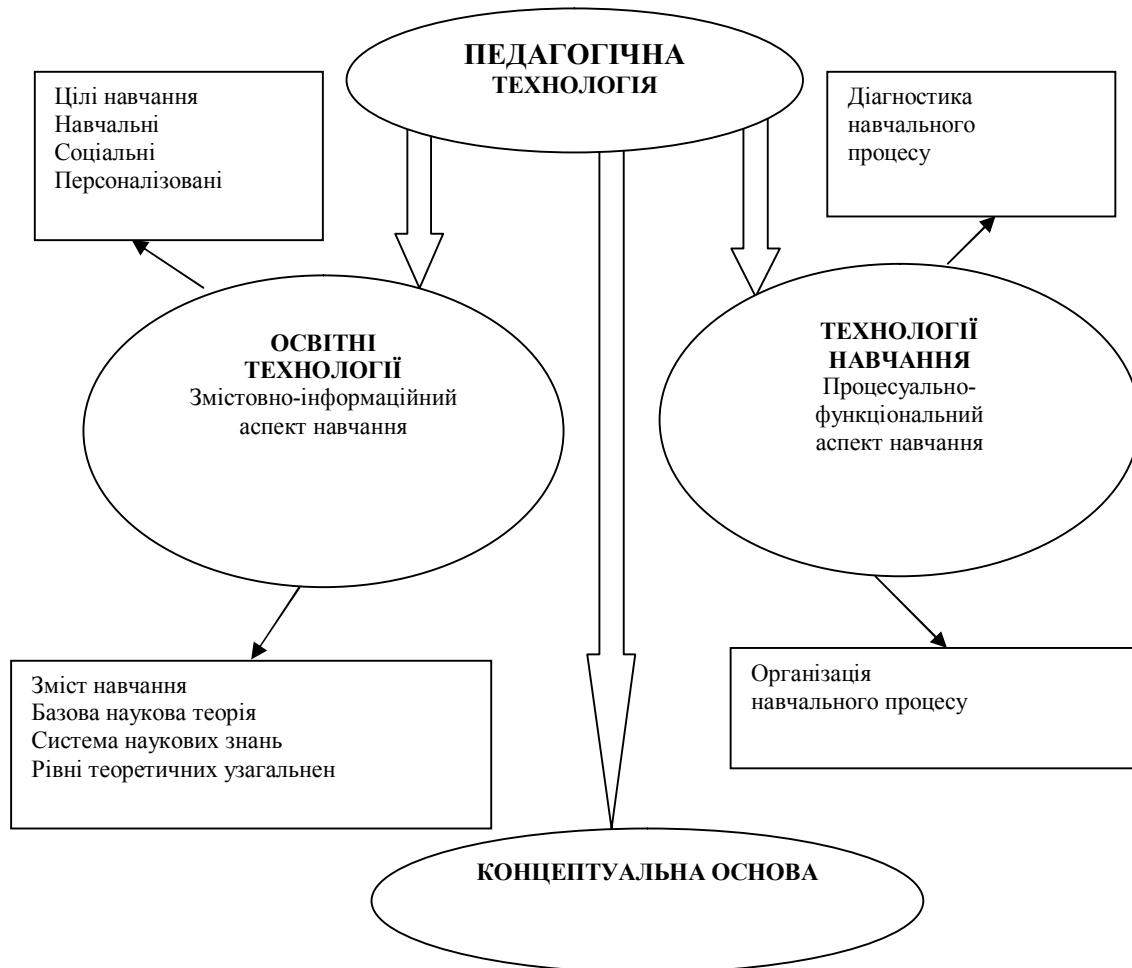 ПЕДАГОГІЧНА
ТЕХНОЛОГІЯ
Цілі навчання
Навчальні
Соціальні
Персоналізовані
Діагностика
навчального
процесу
ОСВІТНІ
ТЕХНОЛОГІЇ
Змістовно-інформаційний
аспект навчання
ТЕХНОЛОГІЇ
НАВЧАННЯ
Процесуально-
функціональний
аспект навчання
Зміст навчання
Базова наукова теорія
Система наукових знань
Рівні теоретичних узагальнен
Організація
навчального процесу
КОНЦЕПТУАЛЬНА ОСНОВА